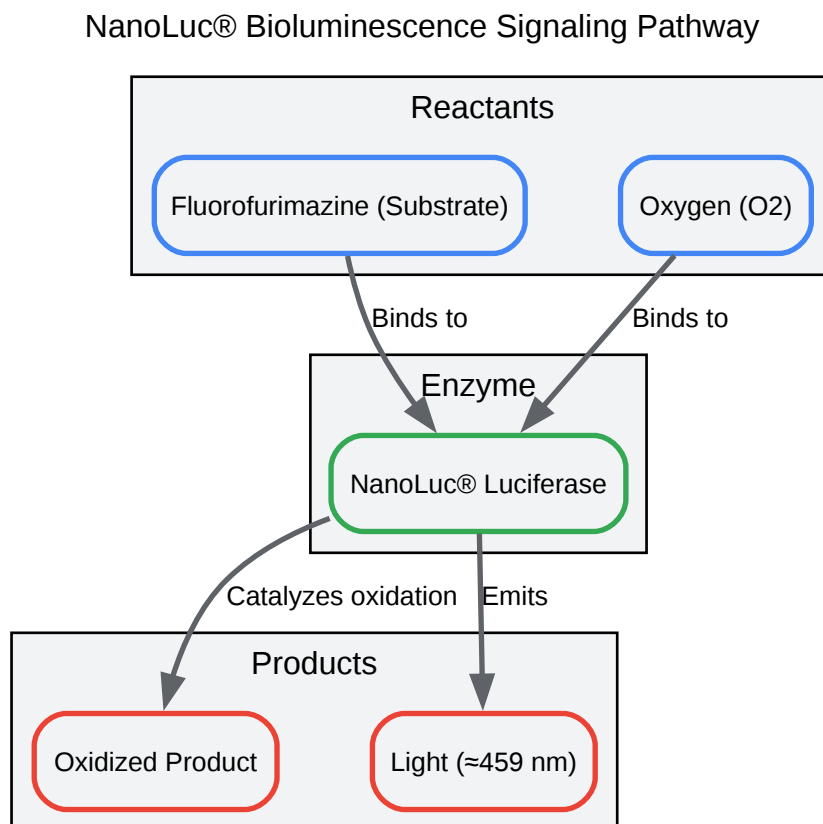 NanoLuc® Bioluminescence Signaling Pathway
Reactants
Fluorofurimazine (Substrate)
Oxygen (O2)
Binds to
Binds to
Enzyme
NanoLuc® Luciferase
Catalyzes oxidation
Emits
Products
Oxidized Product
Light (≈459 nm)